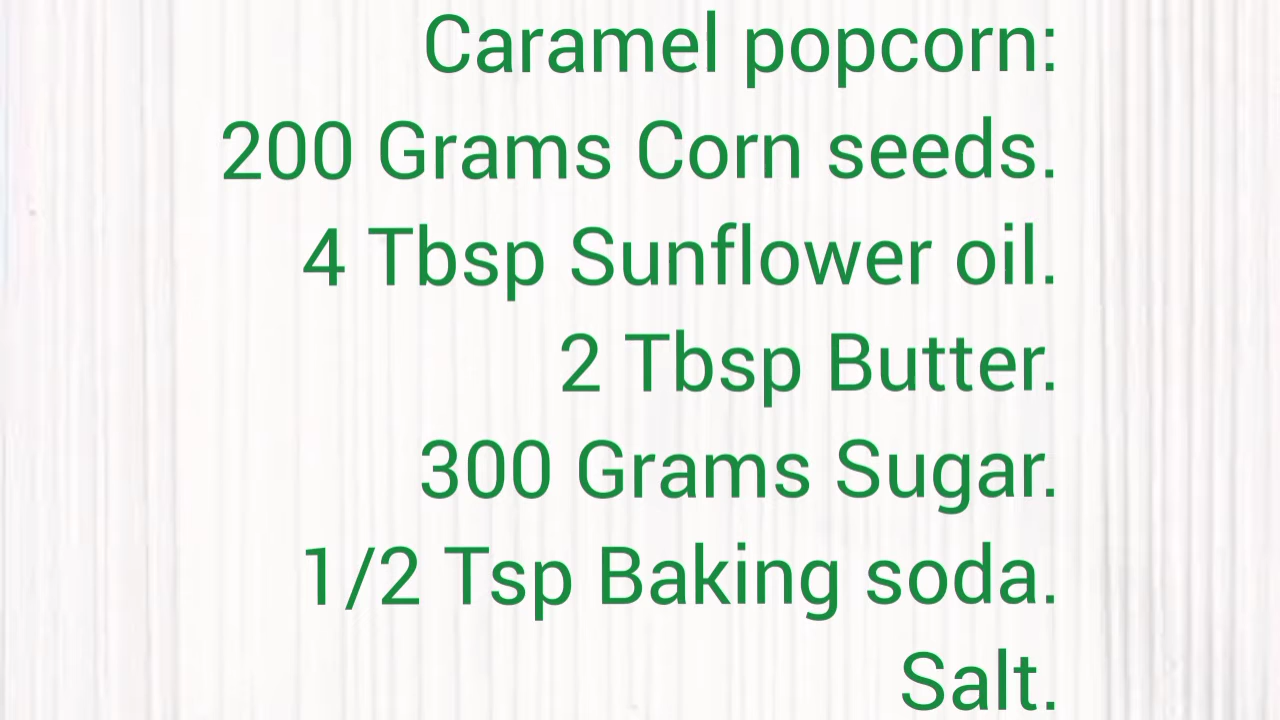 Caramel popcorn:
200 Grams Corn seeds.
4 Tbsp Sunflower oil.
2 Tbsp Butter.
300 Grams Sugar.
1/2 Tsp Baking soda.
Salt.